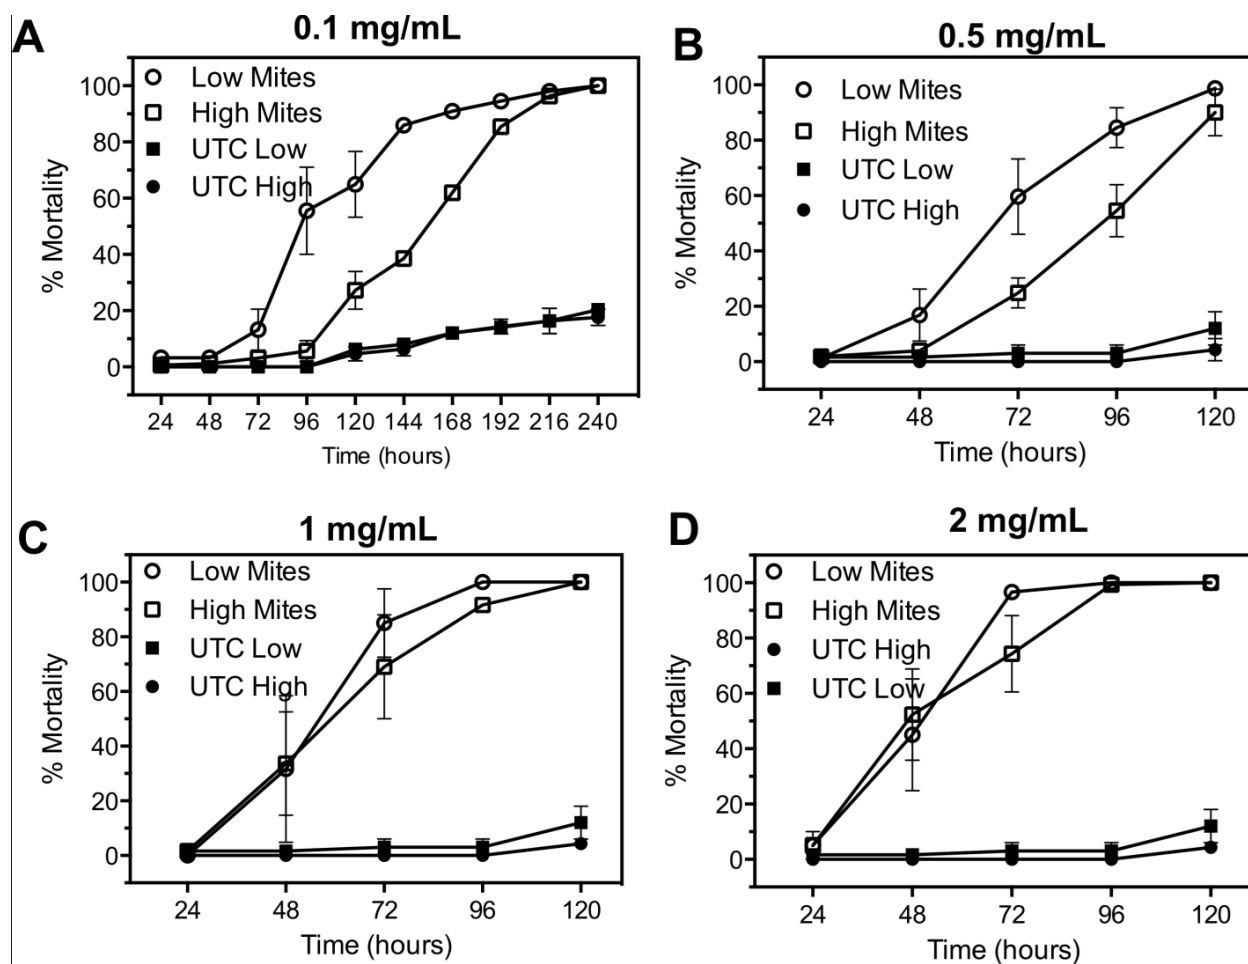 A
0.1 mg/mL
Low Mites
High Mites
UTC Low
UTC High
% Mortality
100
80
60
40
20
0
24 48 72 96 120 144 168 192 216 240
Time (hours)
B
0.5 mg/mL
Low Mites
High Mites
UTC Low
UTC High
% Mortality
100
80
60
40
20
0
24 48 72 96 120
Time (hours)
C
1 mg/mL
Low Mites
High Mites
UTC Low
UTC High
% Mortality
100
80
60
40
20
0
24 48 72 96 120
Time (hours)
D
2 mg/mL
Low Mites
High Mites
UTC High
UTC Low
% Mortality
100
80
60
40
20
0
24 48 72 96 120
Time (hours)